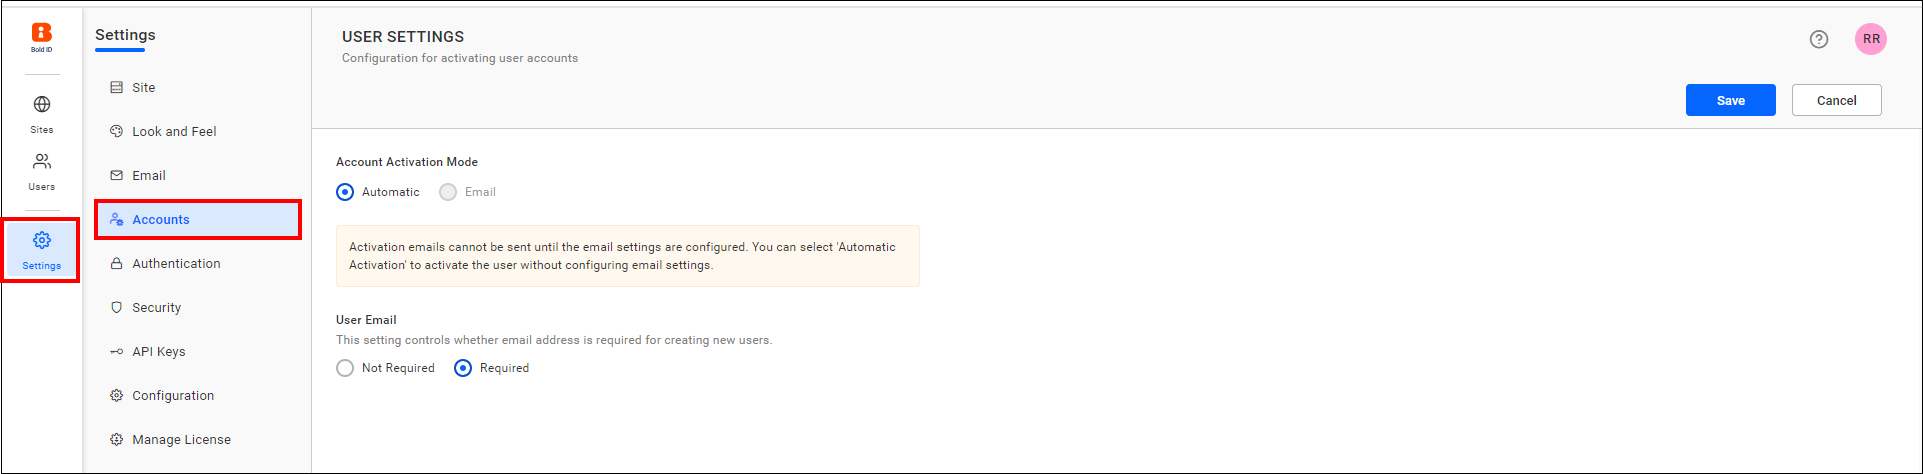 Bold ID
Sites
Users
Settings
Settings
Site
Look and Feel
Email
Accounts
Authentication
Security
API Keys
Configuration
Manage License
USER SETTINGS
Configuration for activating user accounts
?
RR
Save
Cancel
Account Activation Mode
Automatic
Email
Activation emails cannot be sent until the email settings are configured. You can select 'Automatic
Activation' to activate the user without configuring email settings.
User Email
This setting controls whether email address is required for creating new users.
Not Required
Required